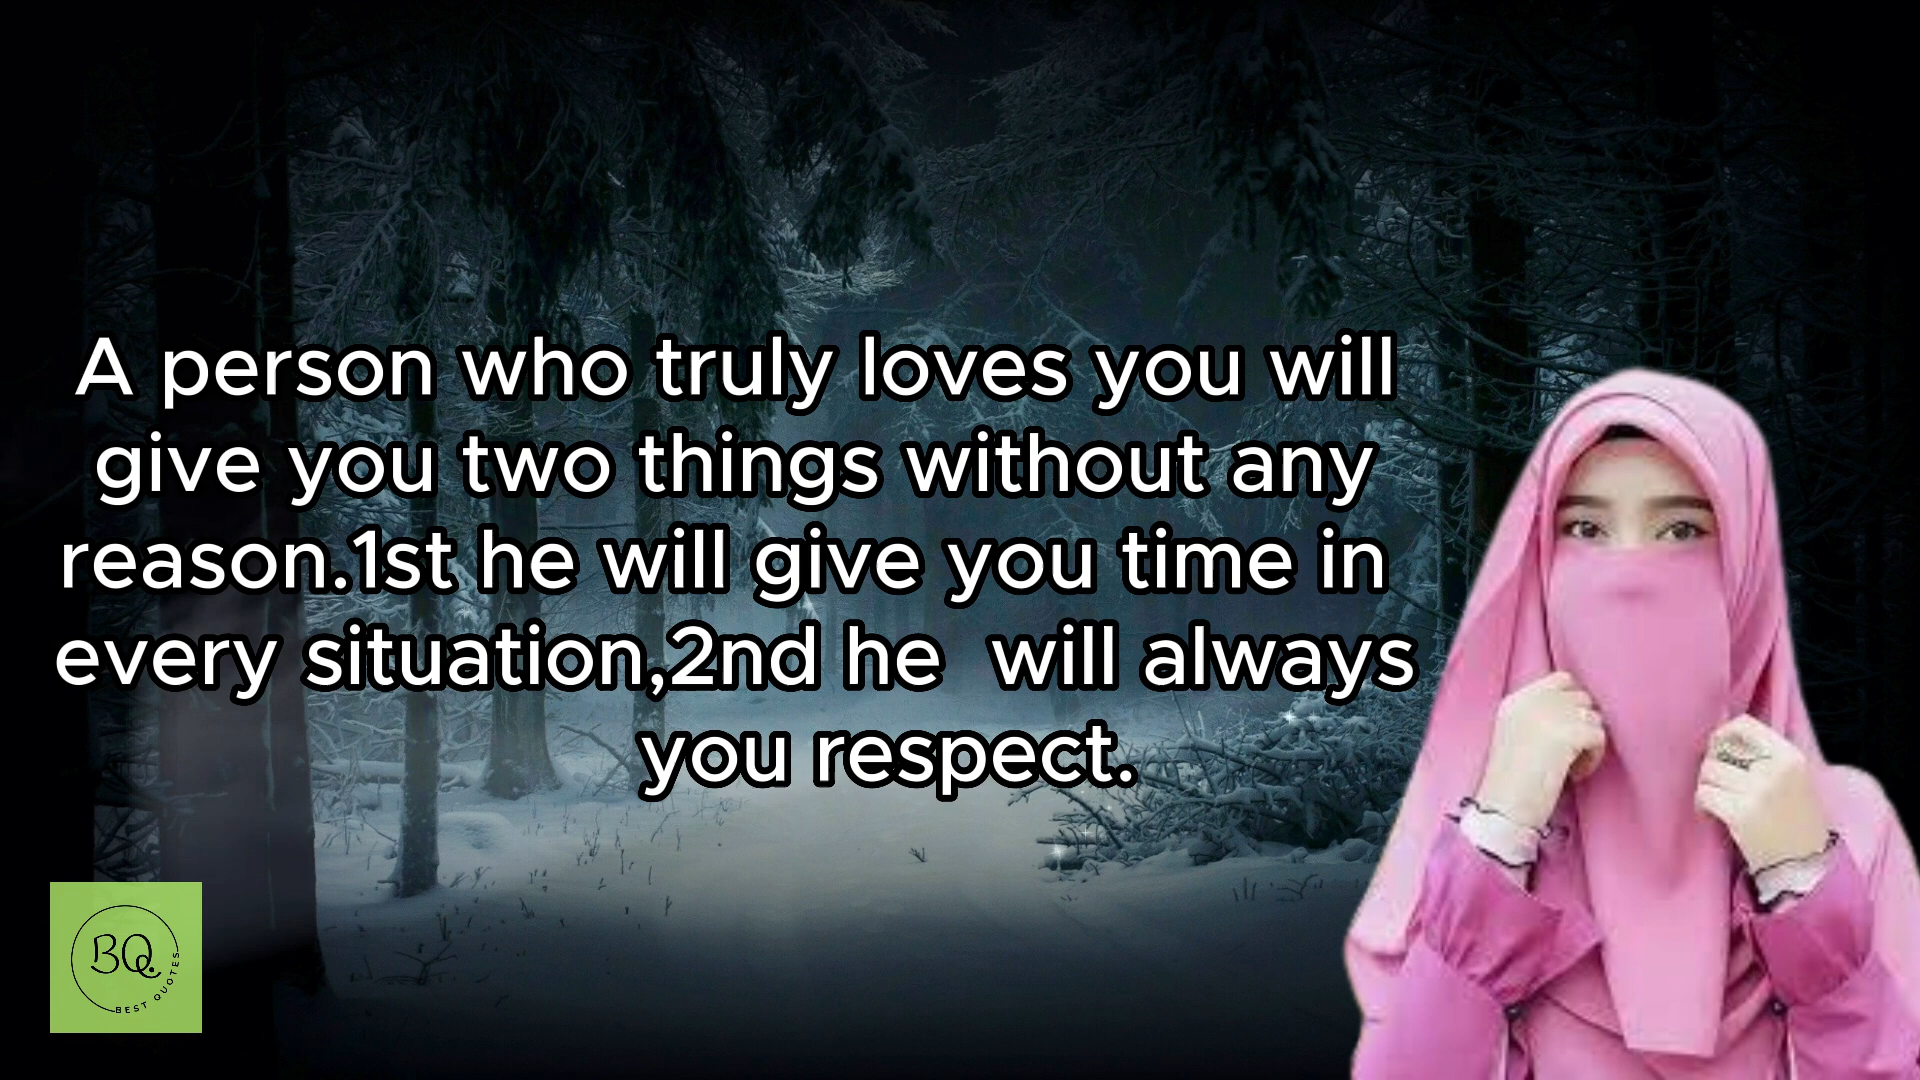 A person who truly loves you will
give you two things without any
reason.1st he will give you time in
every situation,2nd he  will always
you respect.
BQ.
BEST QUOTES